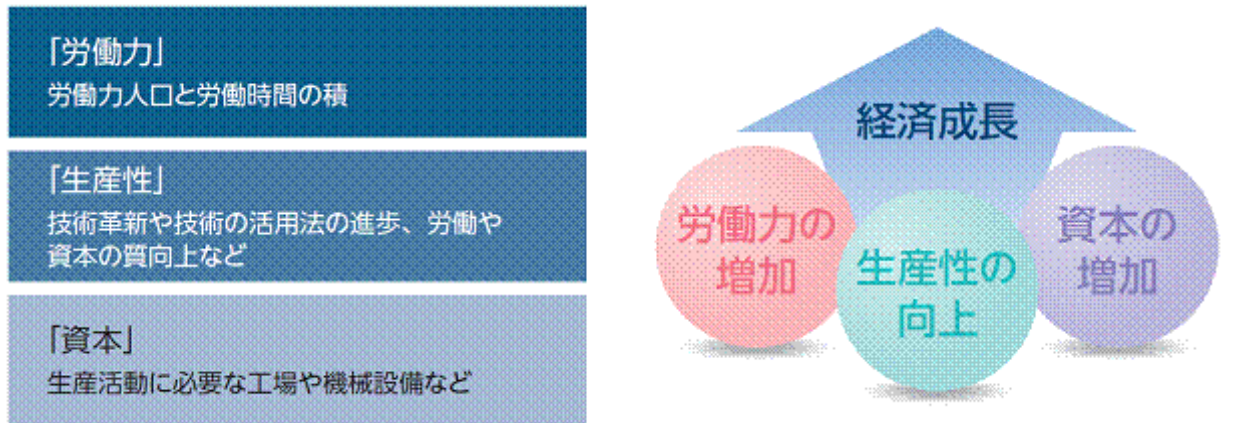 「労働力」
労働力人口と労働時間の積
「生産性」
技術革新や技術の活用法の進歩、労働や
資本の質向上など
「資本」
生産活動に必要な工場や機械設備など
経済成長
労働力の
増加
生産性の
向上
資本の
増加